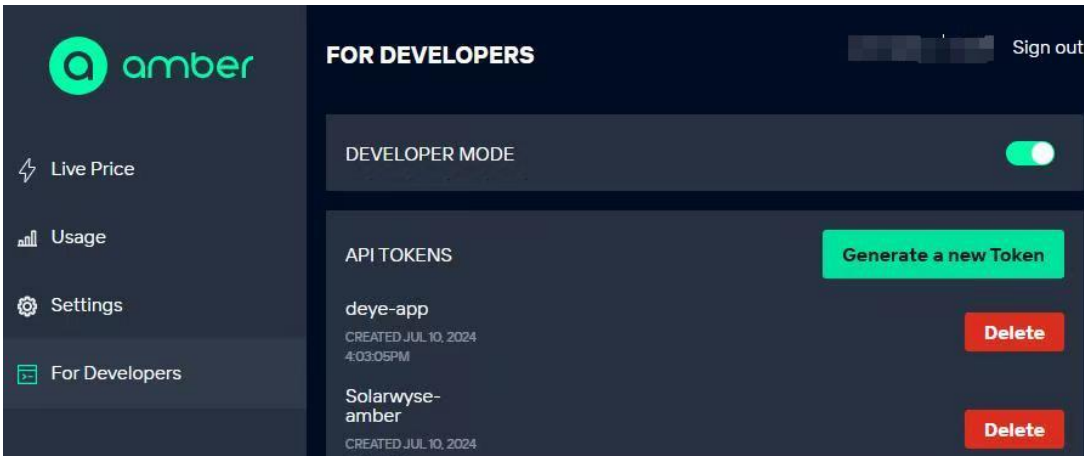 amber
Live Price
Usage
Settings
For Developers
FOR DEVELOPERS
Sign out
DEVELOPER MODE
API TOKENS
Generate a new Token
deye-app
CREATED JUL 10, 2024
4:03:05PM
Delete
Solarwyse-
amber
CREATED JUL 10, 2024
Delete